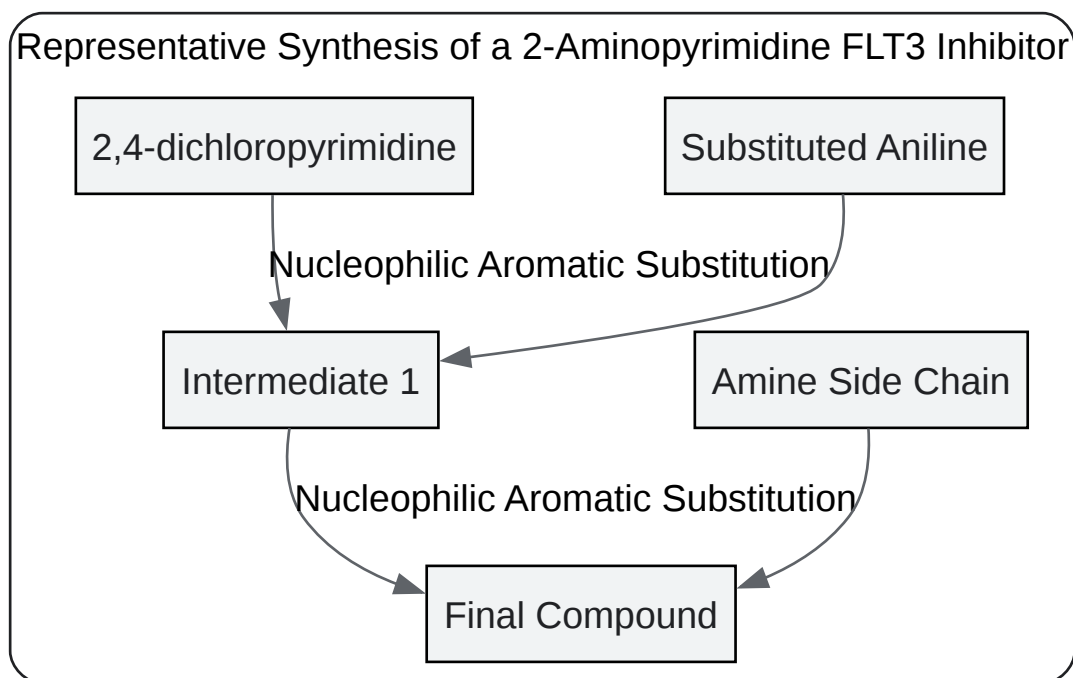 Representative Synthesis of a 2-Aminopyrimidine FLT3 Inhibitor
2,4-dichloropyrimidine
Substituted Aniline
Nucleophilic Aromatic Substitution
Intermediate 1
Amine Side Chain
Nucleophilic Aromatic Substitution
Final Compound